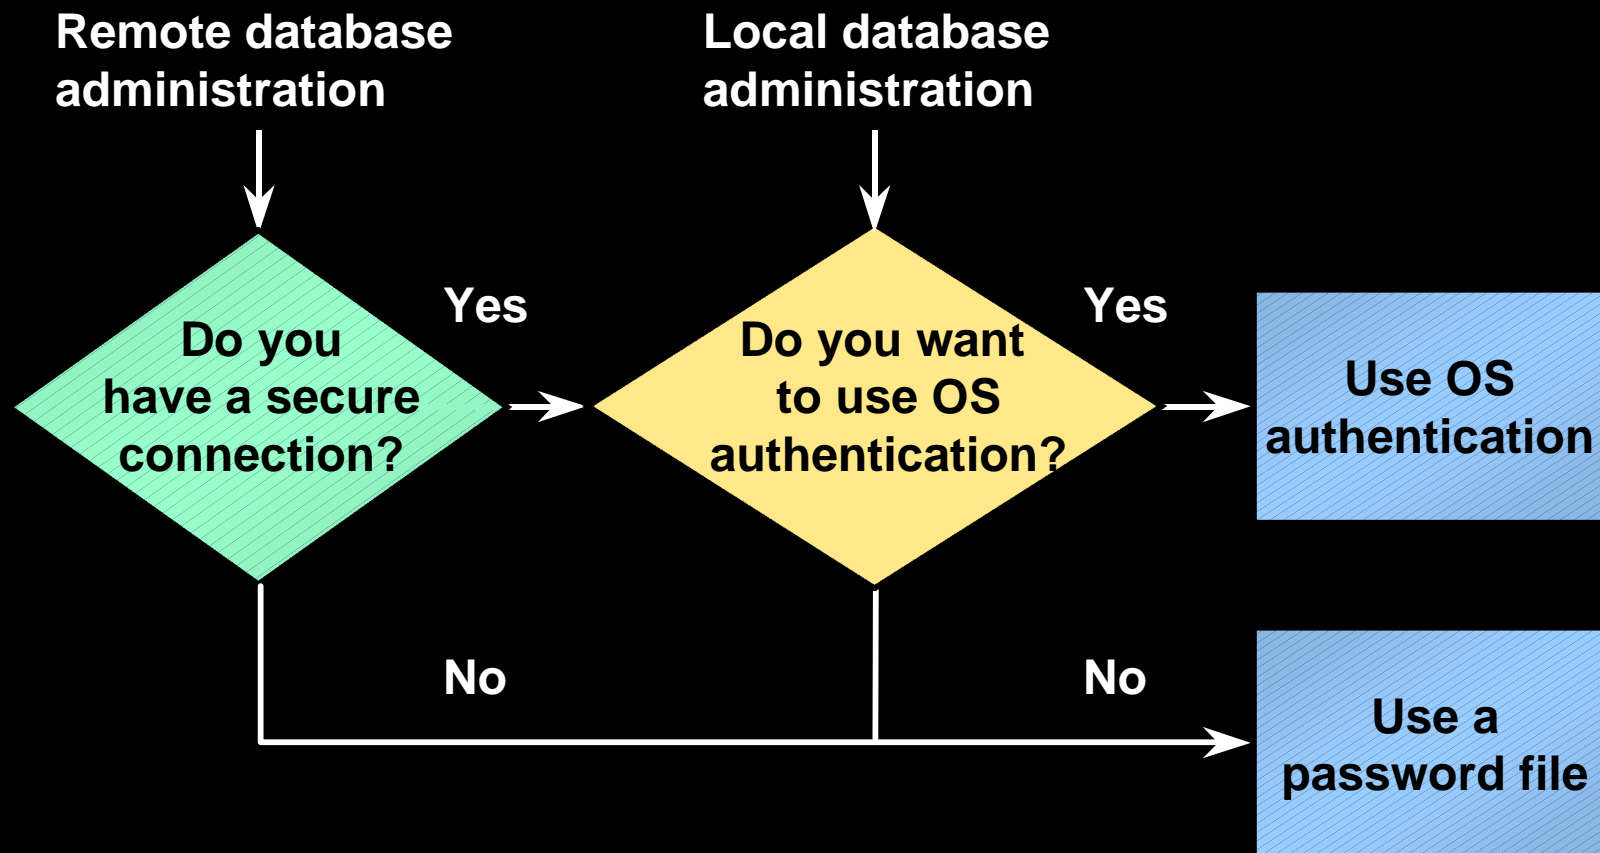 Remote database
administration
Local database
administration
Do you
have a secure
connection?
Yes
Do you want
to use OS
authentication?
Yes
Use OS
authentication
No
No
Use a
password file